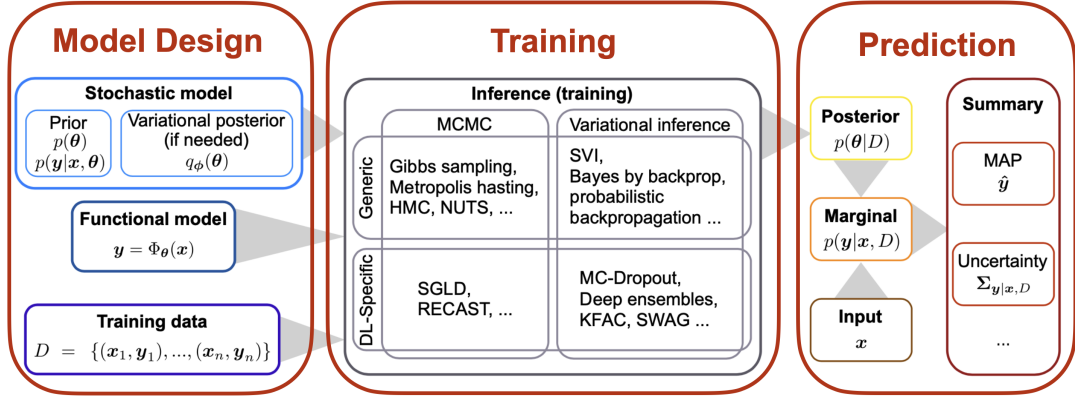 Model Design
Stochastic model
Prior
p(θ)
p(y|x, θ)
Variational posterior
(if needed)
qϕ(θ)
Functional model
y = Φθ(x)
Training data
D = {(x1, y1), ..., (xn, yn)}
Training
Inference (training)
MCMC
Variational inference
Generic
Gibbs sampling,
Metropolis hasting,
HMC, NUTS, ...
SVI,
Bayes by backprop,
probabilistic
backpropagation ...
DL-Specific
SGLD,
RECAST, ...
MC-Dropout,
Deep ensembles,
KFAC, SWAG ...
Prediction
Posterior
p(θ|D)
Marginal
p(y|x, D)
Input
x
Summary
MAP
ŷ
Uncertainty
Σy|x,D
...